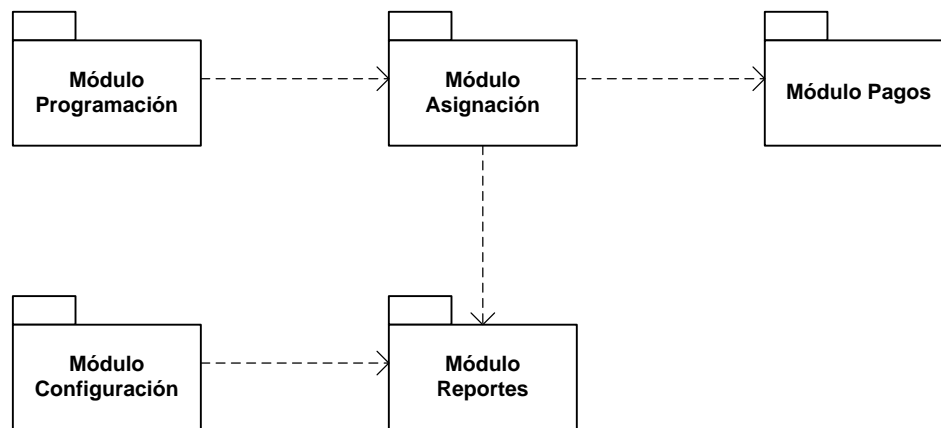 Módulo
Programación
Módulo
Asignación
Módulo Pagos
Módulo
Configuración
Módulo
Reportes